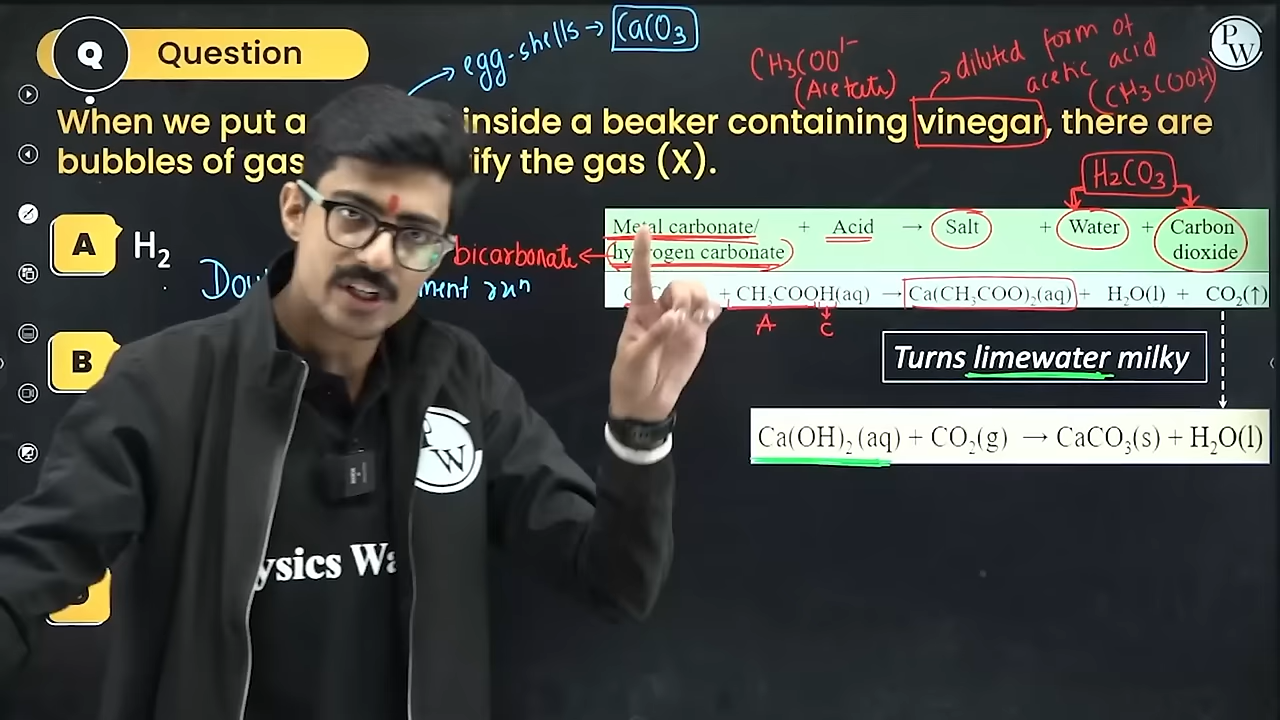 Q
Question
egg-shells → CaCO3
CH3COO1-
(Acetate)
→ diluted form of
acetic acid
(CH3COOH)
PW
When we put a inside a beaker containing vinegar, there are
bubbles of gas ify the gas (X).
H2CO3
A
H2
bicarbonate ←
Metal carbonate/ + Acid → Salt + Water + Carbon
hydrogen carbonate dioxide
ment rxn
+ CH3COOH(aq) → Ca(CH3COO)2(aq) + H2O(l) + CO2(↑)
A C
B
Turns limewater milky
Ca(OH)2(aq) + CO2(g) → CaCO3(s) + H2O(l)
PW
ysics Wa